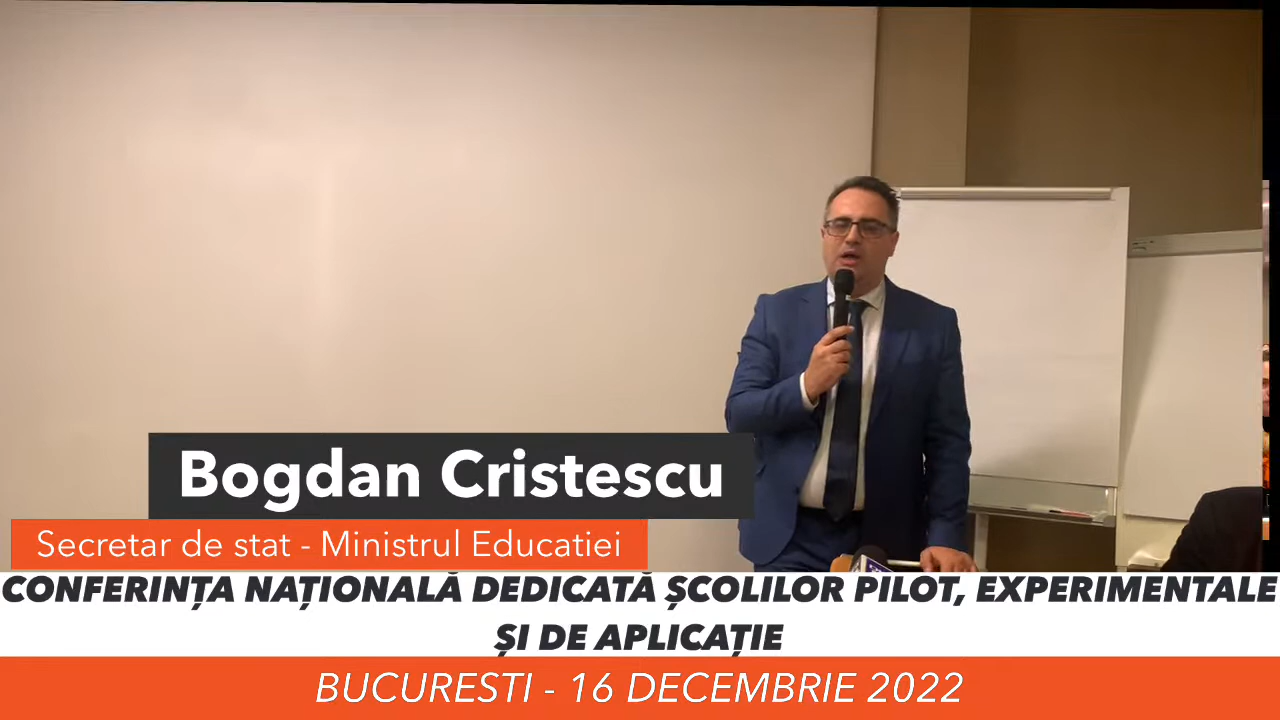 Bogdan Cristescu
Secretar de stat - Ministrul Educatiei
CONFERINȚA NAȚIONALĂ DEDICATĂ ȘCOLILOR PILOT, EXPERIMENTALE
ȘI DE APLICAȚIE
BUCURESTI - 16 DECEMBRIE 2022